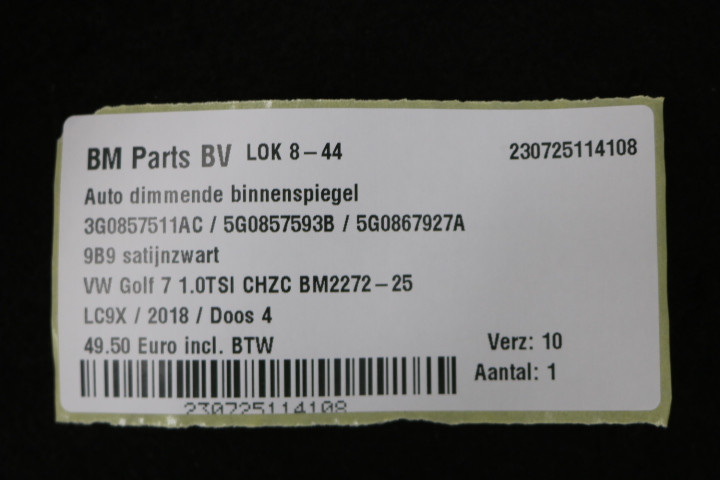 BM Parts BV LOK 8-44 230725114108
Auto dimmende binnenspiegel
3G0857511AC / 5G0857593B / 5G0867927A
9B9 satijnzwart
VW Golf 7 1.0TSI CHZC BM2272-25
LC9X / 2018 / Doos 4
49.50 Euro incl. BTW Verz: 10
Aantal: 1
230725114108